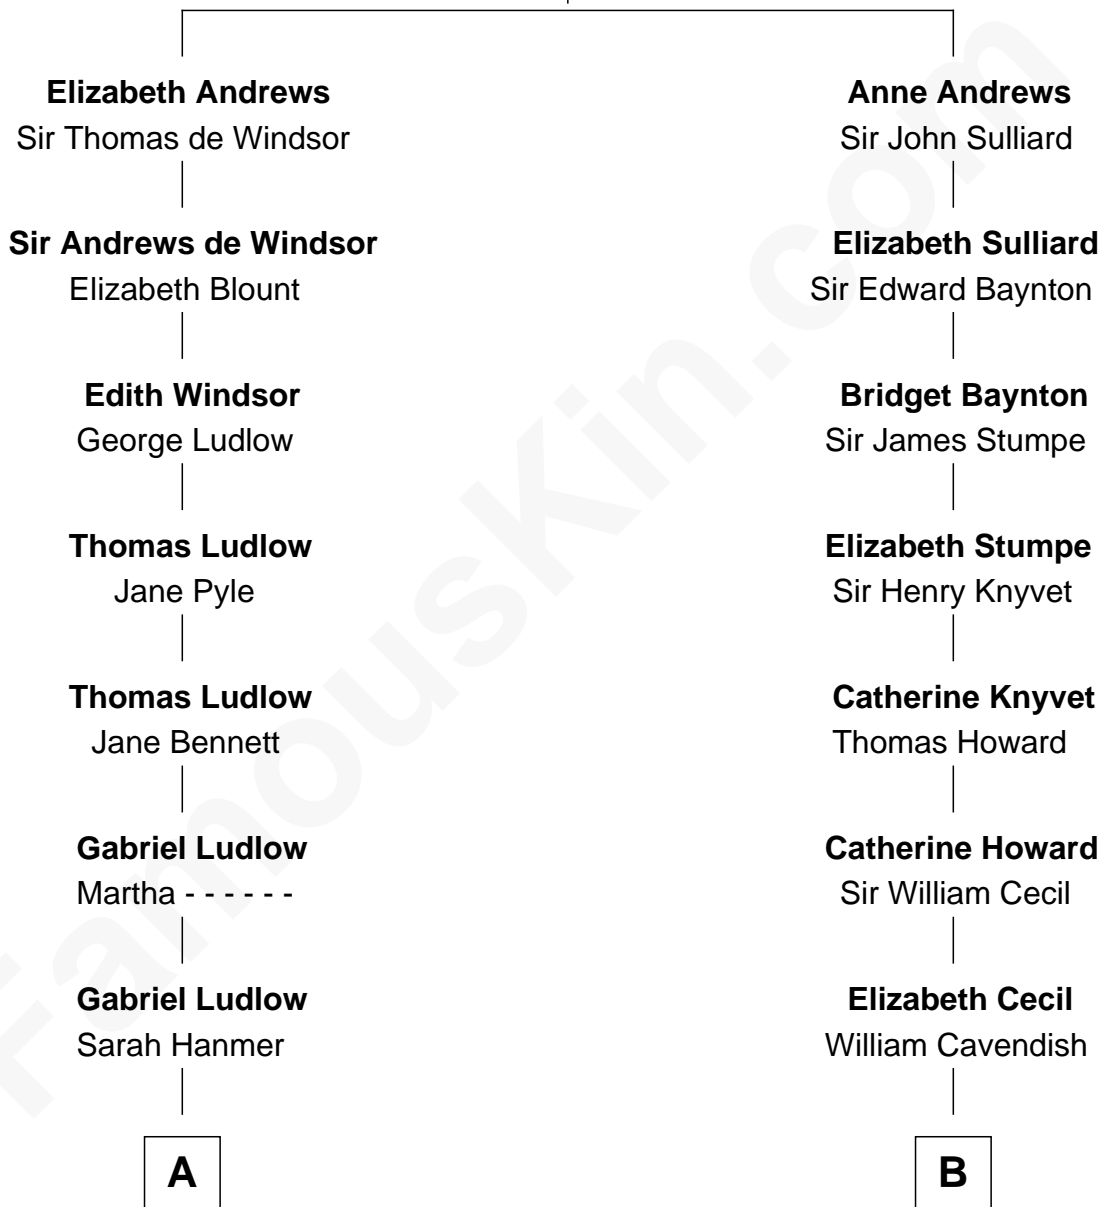 Elizabeth Andrews
Sir Thomas de Windsor
Sir Andrews de Windsor
Elizabeth Blount
Edith Windsor
George Ludlow
Thomas Ludlow
Jane Pyle
Thomas Ludlow
Jane Bennett
Gabriel Ludlow
Martha - - - - - -
Gabriel Ludlow
Sarah Hanmer
A
Anne Andrews
Sir John Sulliard
Elizabeth Sulliard
Sir Edward Baynton
Bridget Baynton
Sir James Stumpe
Elizabeth Stumpe
Sir Henry Knyvet
Catherine Knyvet
Thomas Howard
Catherine Howard
Sir William Cecil
Elizabeth Cecil
William Cavendish
B
FamousKin.com